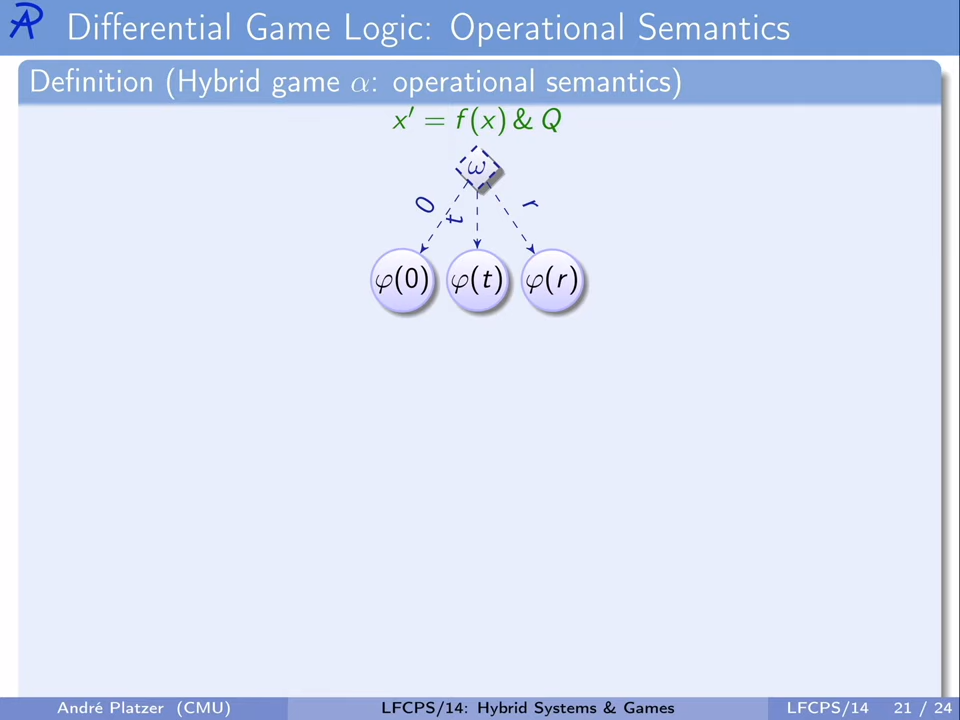 Differential Game Logic: Operational Semantics
Definition (Hybrid game α: operational semantics)
x′ = f(x) & Q
ω
0 t r
φ(0) φ(t) φ(r)
André Platzer (CMU) LFCPS/14: Hybrid Systems & Games LFCPS/14 21 / 24